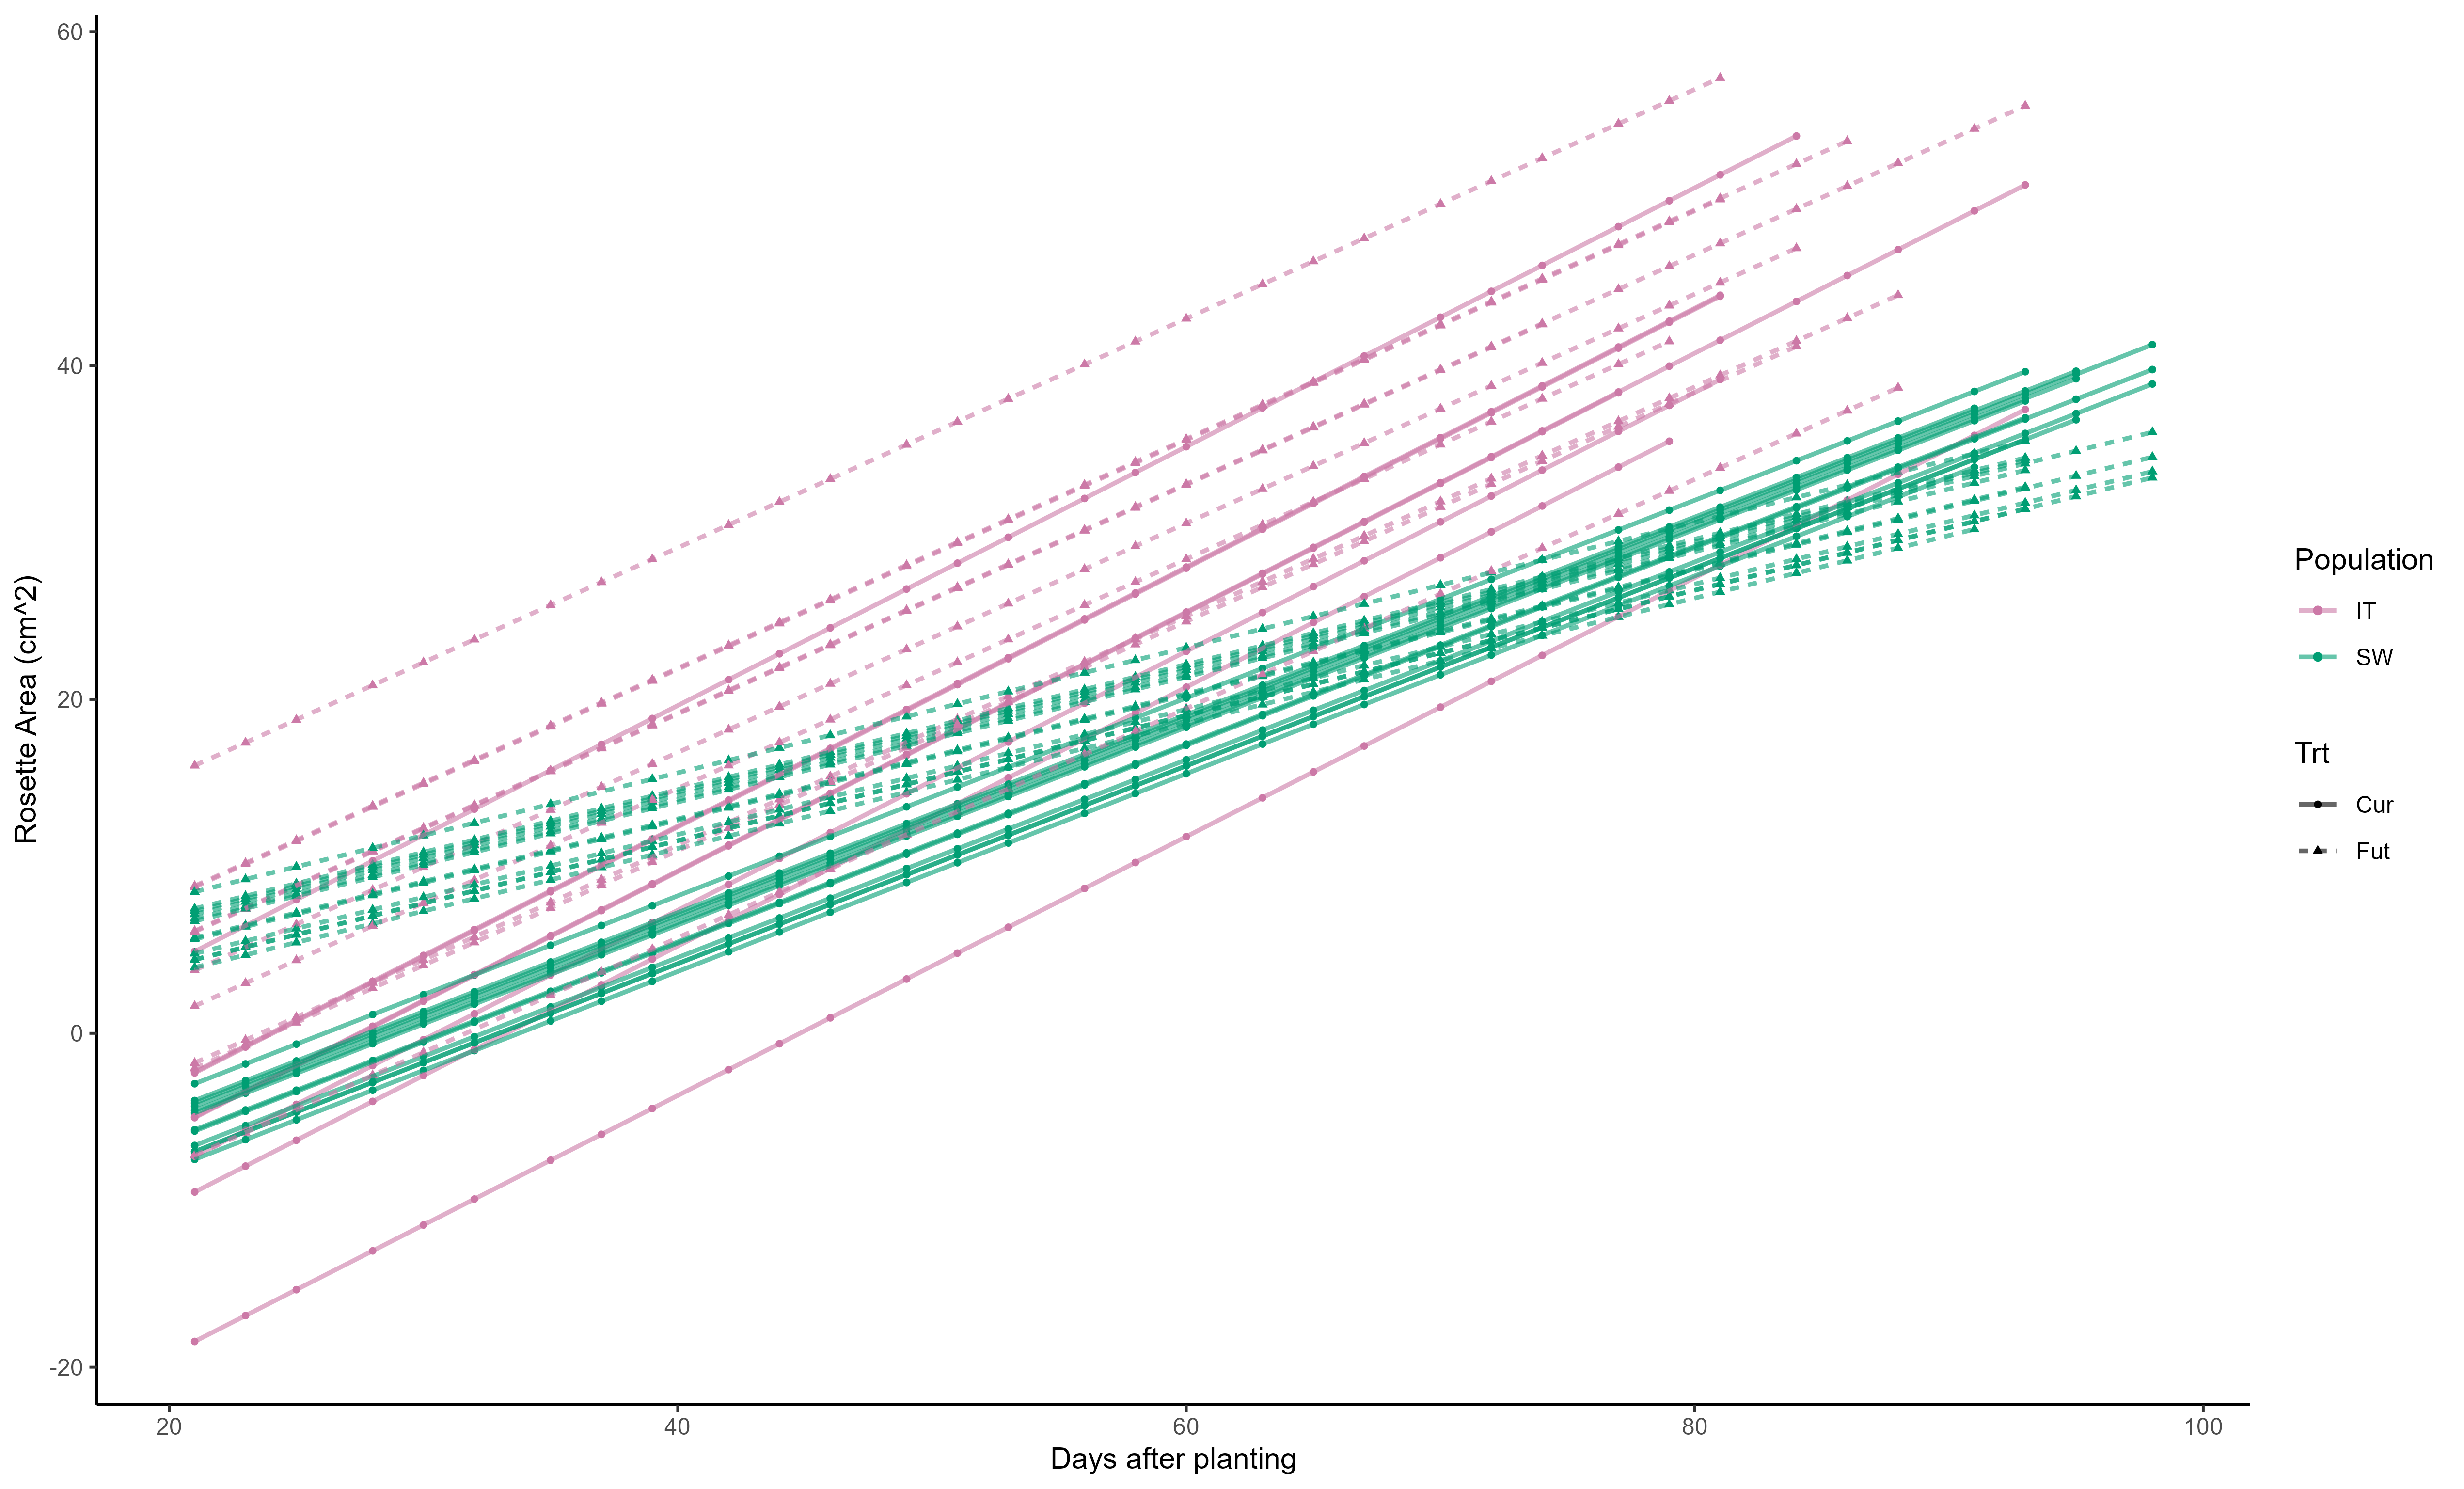 60
40
20
0
-20
Rosette Area (cm^2)
20
40
60
80
100
Days after planting
Population
IT
SW
Trt
Cur
Fut